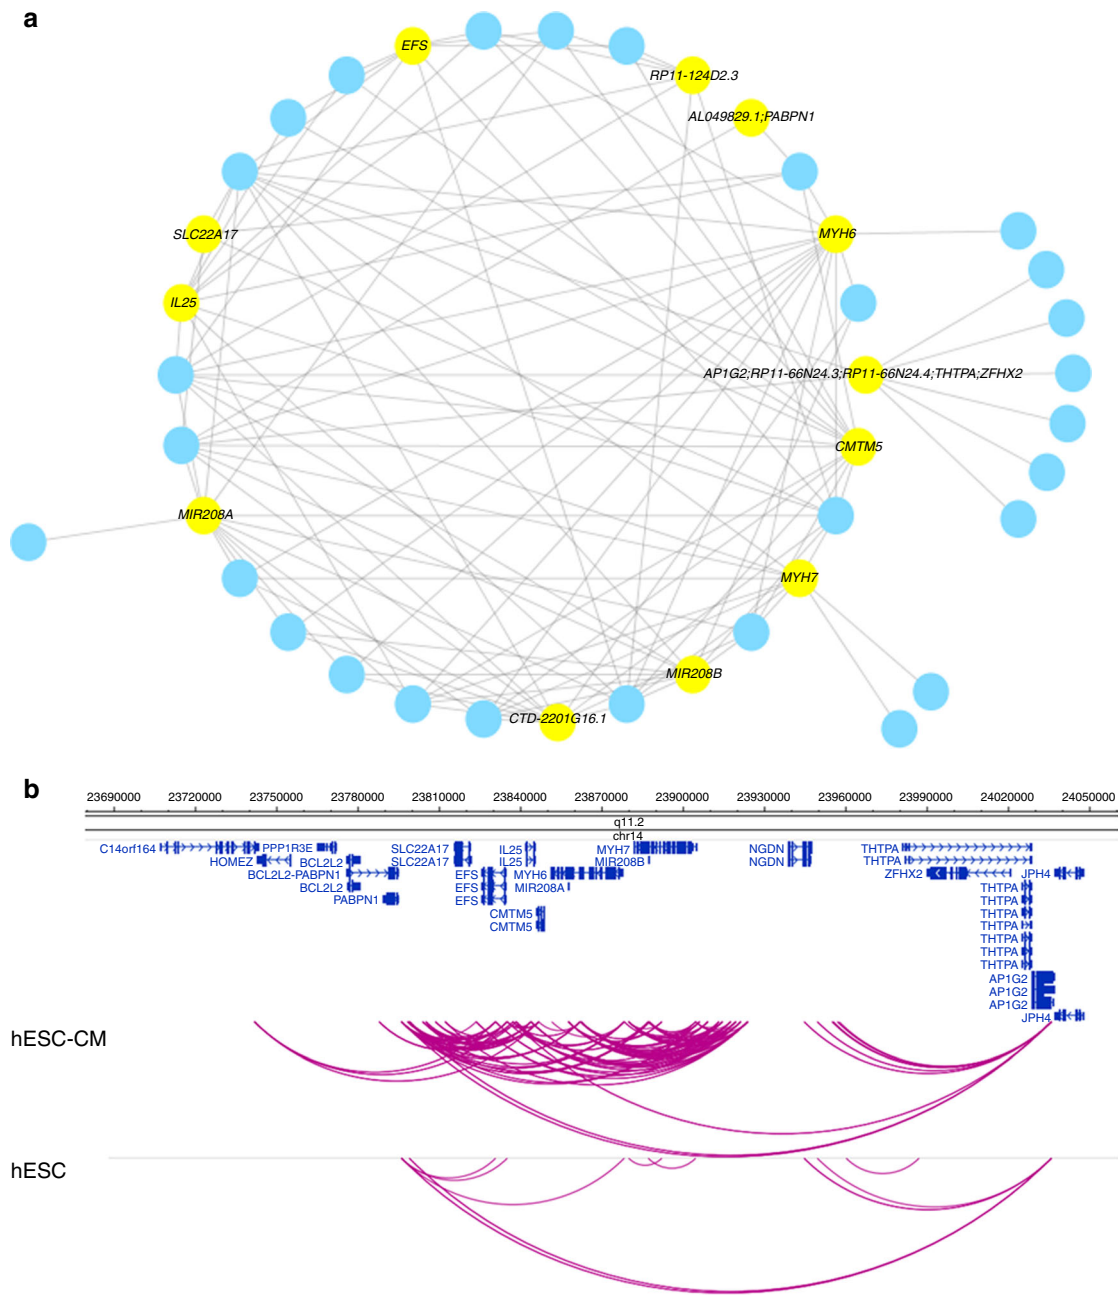 a
EFS
RP11-124D2.3
AL049829.1;PABPN1
SLC22A17
MYH6
IL25
AP1G2;RP11-66N24.3;RP11-66N24.4;THTPA;ZFHX2
CMTM5
MIR208A
MYH7
MIR208B
CTD-2201G16.1
b
23690000 23720000 23750000 23780000 23810000 23840000 23870000 23900000 23930000 23960000 23990000 24020000 24050000
q11.2
chr14
C14orf164 PPP1R3E SLC22A17 IL25 MYH7 NGDN THTPA
HOMEZ BCL2L2 SLC22A17 IL25 MIR208B NGDN THTPA
BCL2L2-PABPN1 EFS MYH6 ZFHX2 JPH4
BCL2L2 EFS MIR208A THTPA
PABPN1 EFS THTPA
CMTM5 THTPA
CMTM5 THTPA
THTPA
THTPA
THTPA
AP1G2
AP1G2
AP1G2
JPH4
hESC-CM
hESC